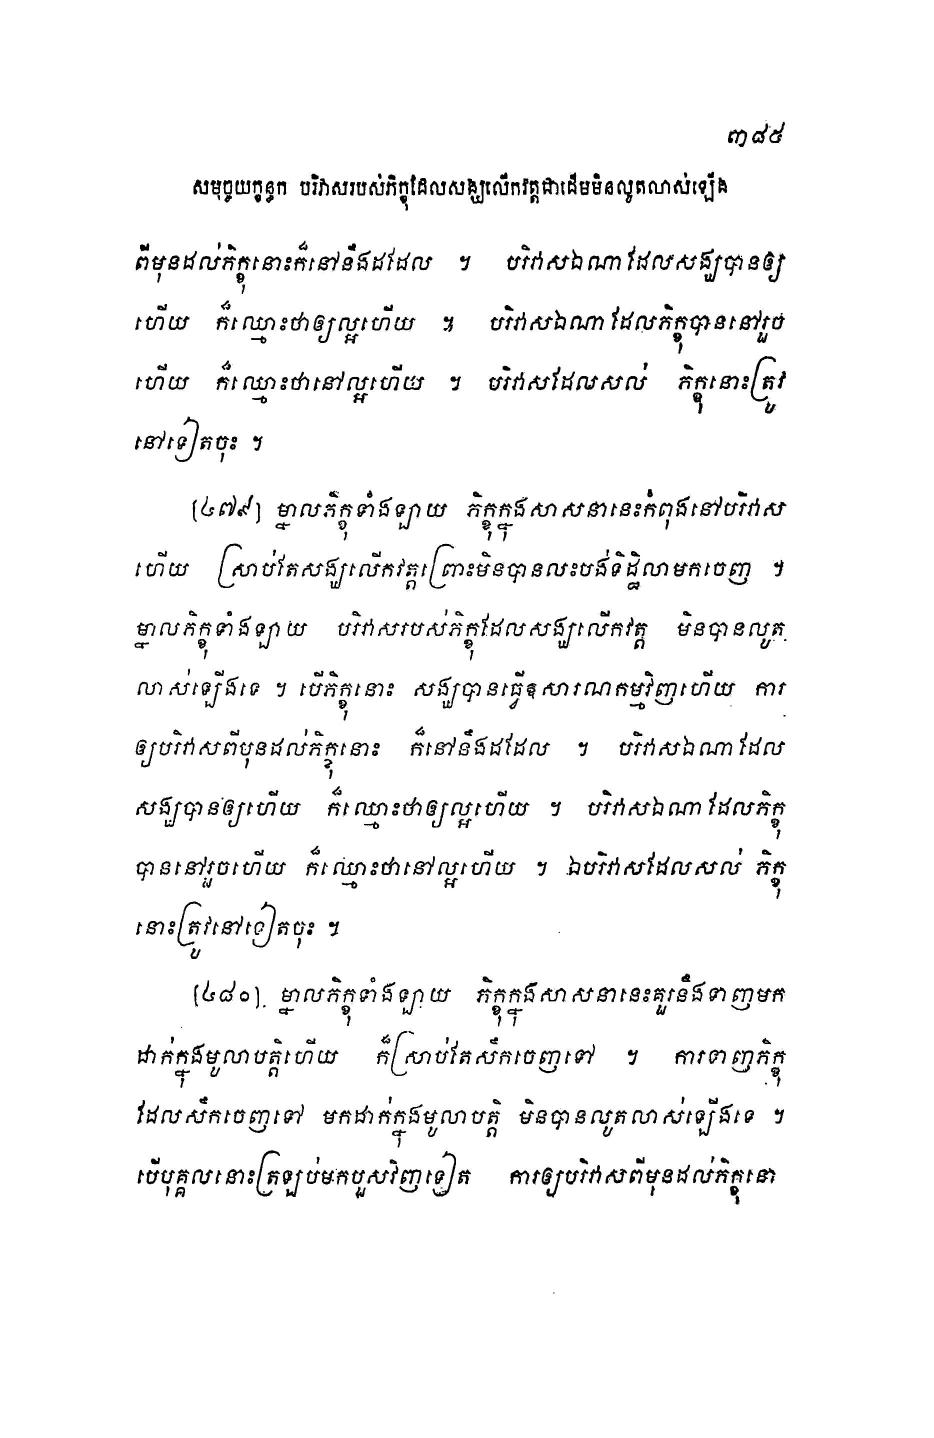 ៣៨៥
សមុច្ចយក្ខន្ធក បរិវាសរបស់ភិក្ខុដែលសង្ឃលើកវត្តជាដើមមិនលូតលាស់ឡើង
ពីមុនដល់ភិក្ខុនោះក៏នៅនឹងដដែល ។ បរិវាសឯណាដែលសង្ឃបានឲ្យ
ហើយ ក៏ឈ្មោះថាឲ្យល្អហើយ ។ បរិវាសឯណាដែលភិក្ខុបាននៅរួច
ហើយ ក៏ឈ្មោះថានៅល្អហើយ ។ បរិវាសដែលសល់ ភិក្ខុនោះត្រូវ
នៅទៀតចុះ ។
(៤៧៩) ម្នាលភិក្ខុទាំងឡាយ ភិក្ខុក្នុងសាសនានេះកំពុងនៅបរិវាស
ហើយ ស្រាប់តែសង្ឃលើកវត្តព្រោះមិនបានលះបង់ទិដ្ឋិលាមកចេញ ។
ម្នាលភិក្ខុទាំងឡាយ បរិវាសរបស់ភិក្ខុដែលសង្ឃលើកវត្ត មិនបានលូត
លាស់ឡើងទេ ។ បើភិក្ខុនោះ សង្ឃបានធ្វើឧសារណកម្មវិញហើយ ការ
ឲ្យបរិវាសពីមុនដល់ភិក្ខុនោះ ក៏នៅនឹងដដែល ។ បរិវាសឯណាដែល
សង្ឃបានឲ្យហើយ ក៏ឈ្មោះថាឲ្យល្អហើយ ។ បរិវាសឯណាដែលភិក្ខុ
បាននៅរួចហើយ ក៏ឈ្មោះថានៅល្អហើយ ។ ឯបរិវាសដែលសល់ ភិក្ខុ
នោះត្រូវនៅទៀតចុះ ។
(៤៨០) ម្នាលភិក្ខុទាំងឡាយ ភិក្ខុក្នុងសាសនានេះគួរនឹងទាញមក
ដាក់ក្នុងមូលាបត្តិហើយ ក៏ស្រាប់តែសឹកចេញទៅ ។ ការទាញភិក្ខុ
ដែលសឹកចេញទៅ មកដាក់ក្នុងមូលាបត្តិ មិនបានលូតលាស់ឡើងទេ ។
បើបុគ្គលនោះត្រឡប់មកបួសវិញទៀត ការឲ្យបរិវាសពីមុនដល់ភិក្ខុនោ